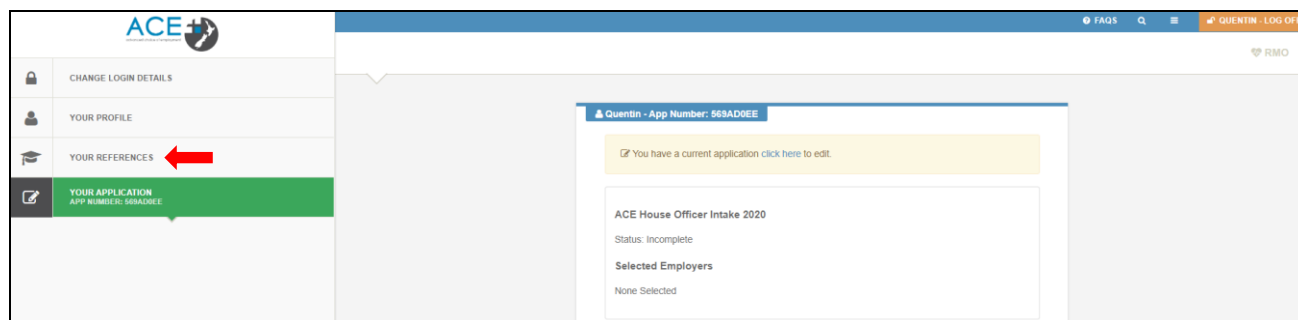 ACE
FAQS
QUENTIN - LOG OF
RMO
CHANGE LOGIN DETAILS
YOUR PROFILE
YOUR REFERENCES
YOUR APPLICATION
APP NUMBER: 569AD0EE
Quentin - App Number: 569AD0EE
You have a current application click here to edit.
ACE House Officer Intake 2020
Status: Incomplete
Selected Employers
None Selected